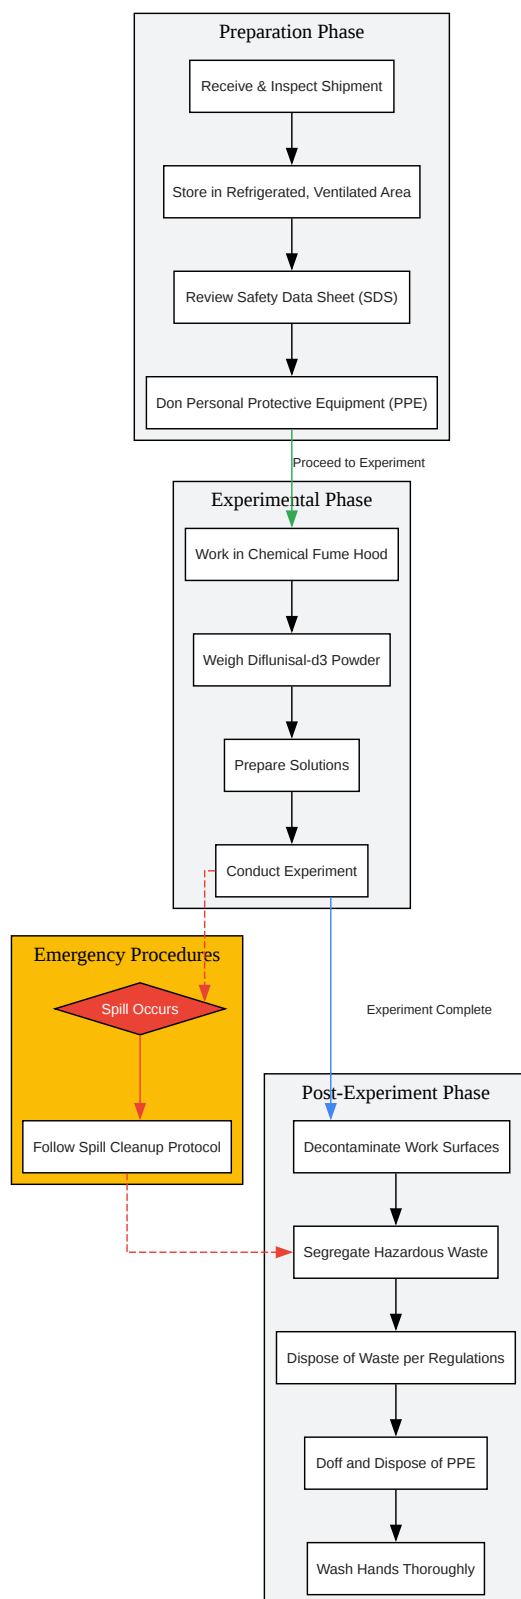 Preparation Phase
Receive & Inspect Shipment
Store in Refrigerated, Ventilated Area
Review Safety Data Sheet (SDS)
Don Personal Protective Equipment (PPE)
Proceed to Experiment
Experimental Phase
Work in Chemical Fume Hood
Weigh Diflunisal-d3 Powder
Prepare Solutions
Conduct Experiment
Emergency Procedures
Spill Occurs
Experiment Complete
Follow Spill Cleanup Protocol
Post-Experiment Phase
Decontaminate Work Surfaces
Segregate Hazardous Waste
Dispose of Waste per Regulations
Doff and Dispose of PPE
Wash Hands Thoroughly